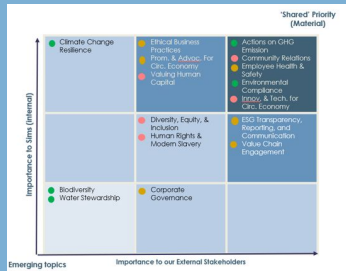 'Shared' Priority
(Material)
Climate Change
Resilience
Ethical Business
Practices
Prom. & Advoc. For
Circ. Economy
Valuing Human
Capital
Actions on GHG
Emission
Community Relations
Employee Health &
Safety
Environmental
Compliance
Innov. & Tech. for
Circ. Economy
Diversity, Equity, &
Inclusion
Human Rights &
Modern Slavery
ESG Transparency,
Reporting, and
Communication
Value Chain
Engagement
Biodiversity
Water Stewardship
Corporate
Governance
Importance to Sims (Internal)
Emerging topics
Importance to our External Stakeholders